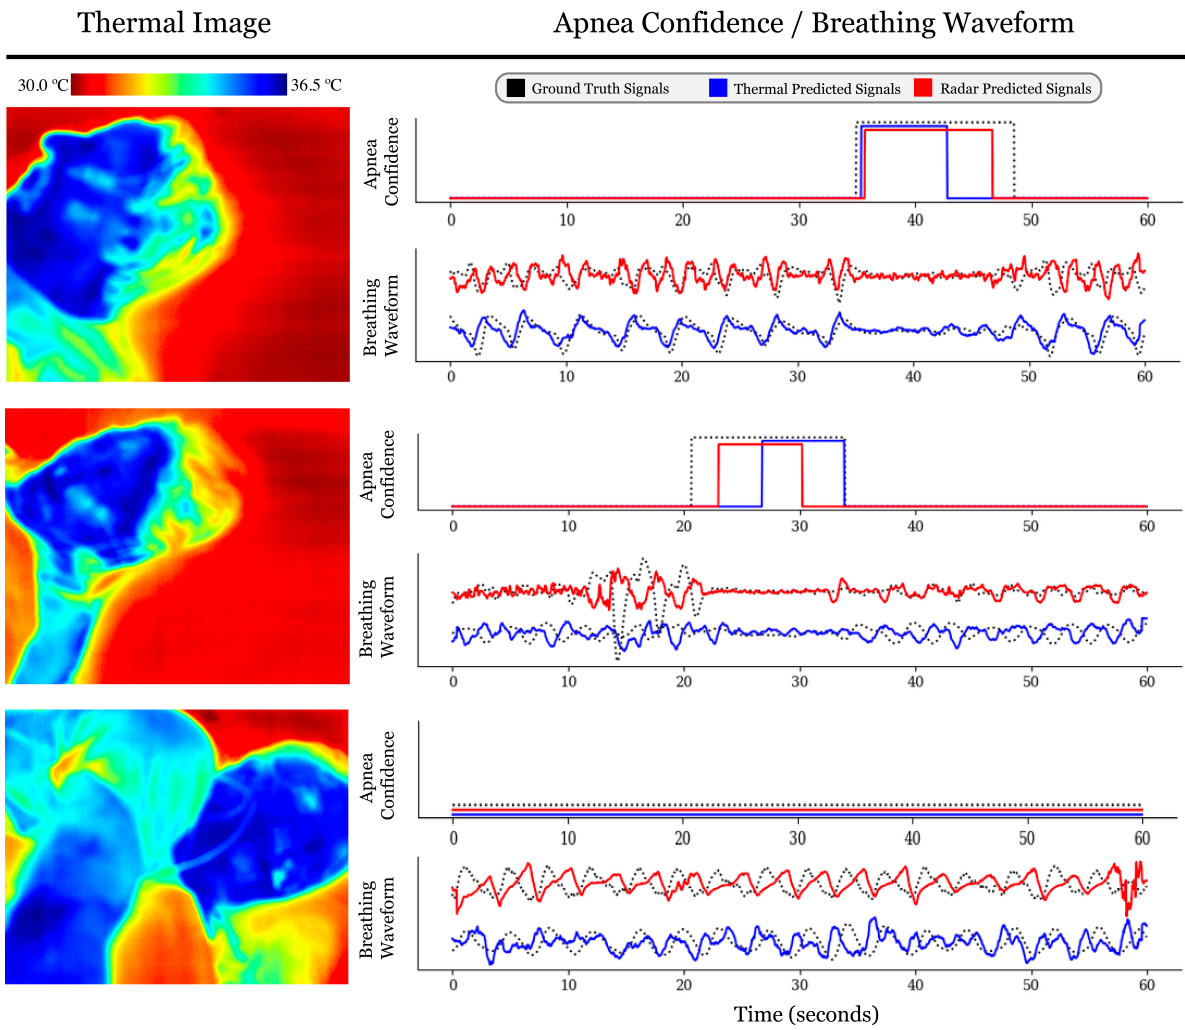 Thermal Image
Apnea Confidence / Breathing Waveform
30.0 ºC
36.5 ºC
Ground Truth Signals
Thermal Predicted Signals
Radar Predicted Signals
Apnea
Confidence
0 10 20 30 40 50 60
Breathing
Waveform
0 10 20 30 40 50 60
Apnea
Confidence
0 10 20 30 40 50 60
Breathing
Waveform
0 10 20 30 40 50 60
Apnea
Confidence
0 10 20 30 40 50 60
Breathing
Waveform
0 10 20 30 40 50 60
Time (seconds)